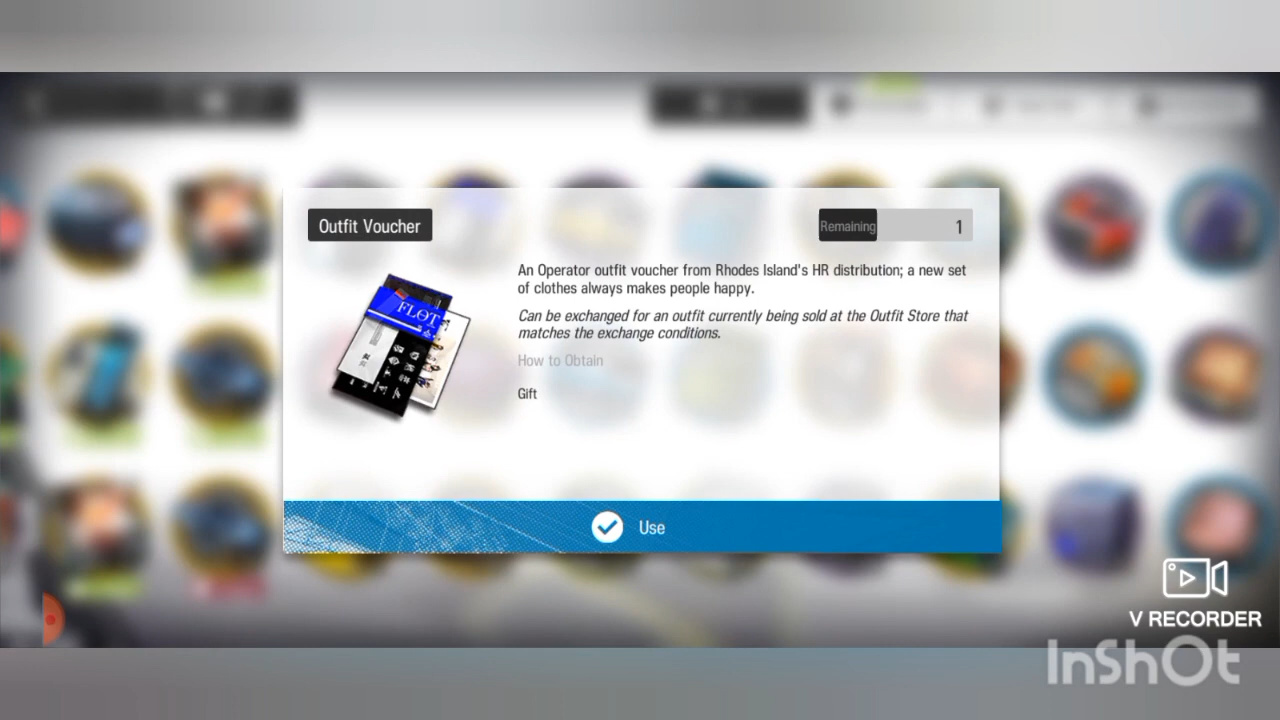 Outfit Voucher
Remaining 1
An Operator outfit voucher from Rhodes Island's HR distribution; a new set
of clothes always makes people happy.
Can be exchanged for an outfit currently being sold at the Outfit Store that
matches the exchange conditions.
How to Obtain
Gift
FLOT
Use
V RECORDER
InShOt